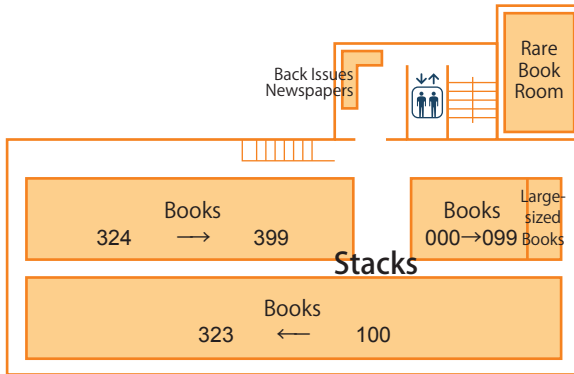 Rare
Book
Room
Back Issues
Newspapers
Books
324 → 399
Books
000→099
Large-
sized
Books
Stacks
Books
323 ← 100